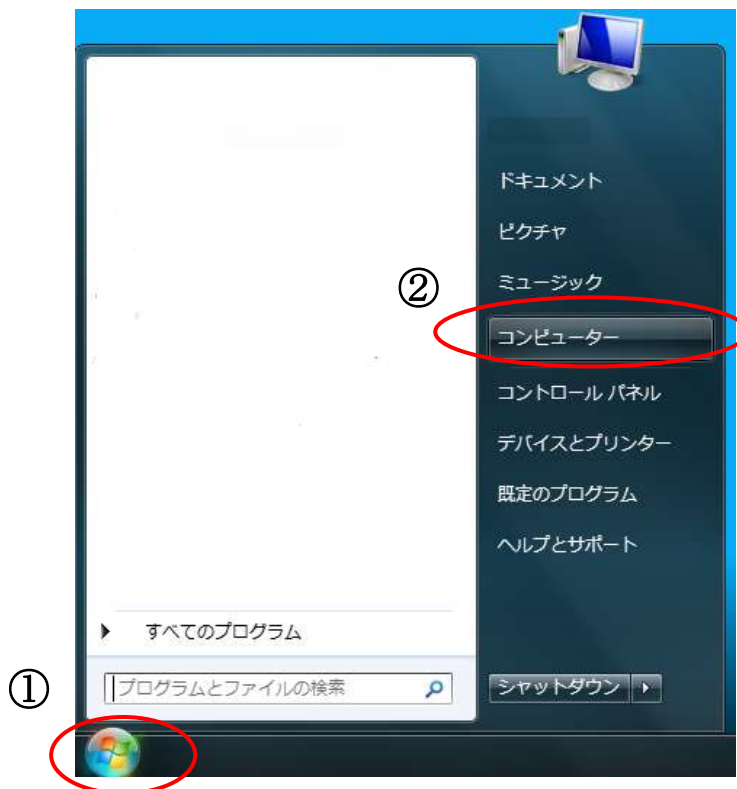 ドキュメント
ピクチャ
②
ミュージック
コンピューター
コントロール パネル
デバイスとプリンター
既定のプログラム
ヘルプとサポート
すべてのプログラム
①
プログラムとファイルの検索
シャットダウン